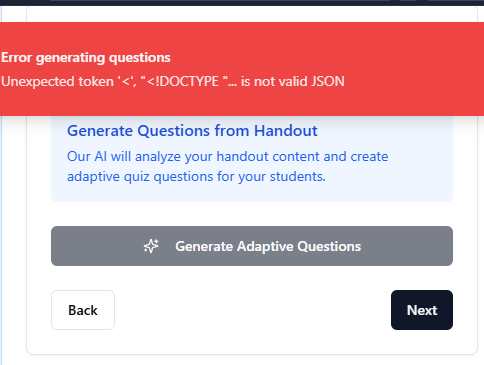 Error generating questions
Unexpected token '<', "<!DOCTYPE "... is not valid JSON
Generate Questions from Handout
Our AI will analyze your handout content and create
adaptive quiz questions for your students.
Generate Adaptive Questions
Back
Next